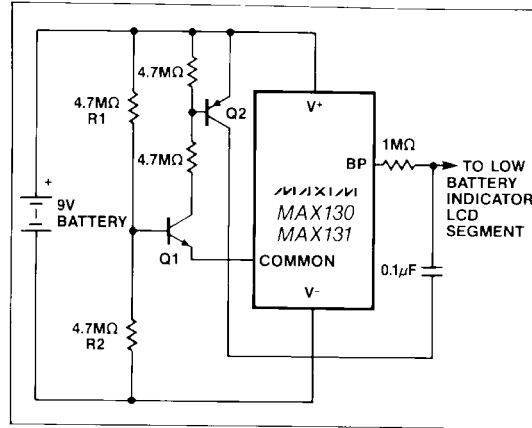 4.7MΩ
4.7MΩ
R1
Q2
V+
1MΩ
BP
TO LOW
BATTERY
INDICATOR
LCD
SEGMENT
4.7MΩ
MAXIM
MAX130
MAX131
+
9V
BATTERY
Q1
COMMON
0.1µF
V-
4.7MΩ
R2